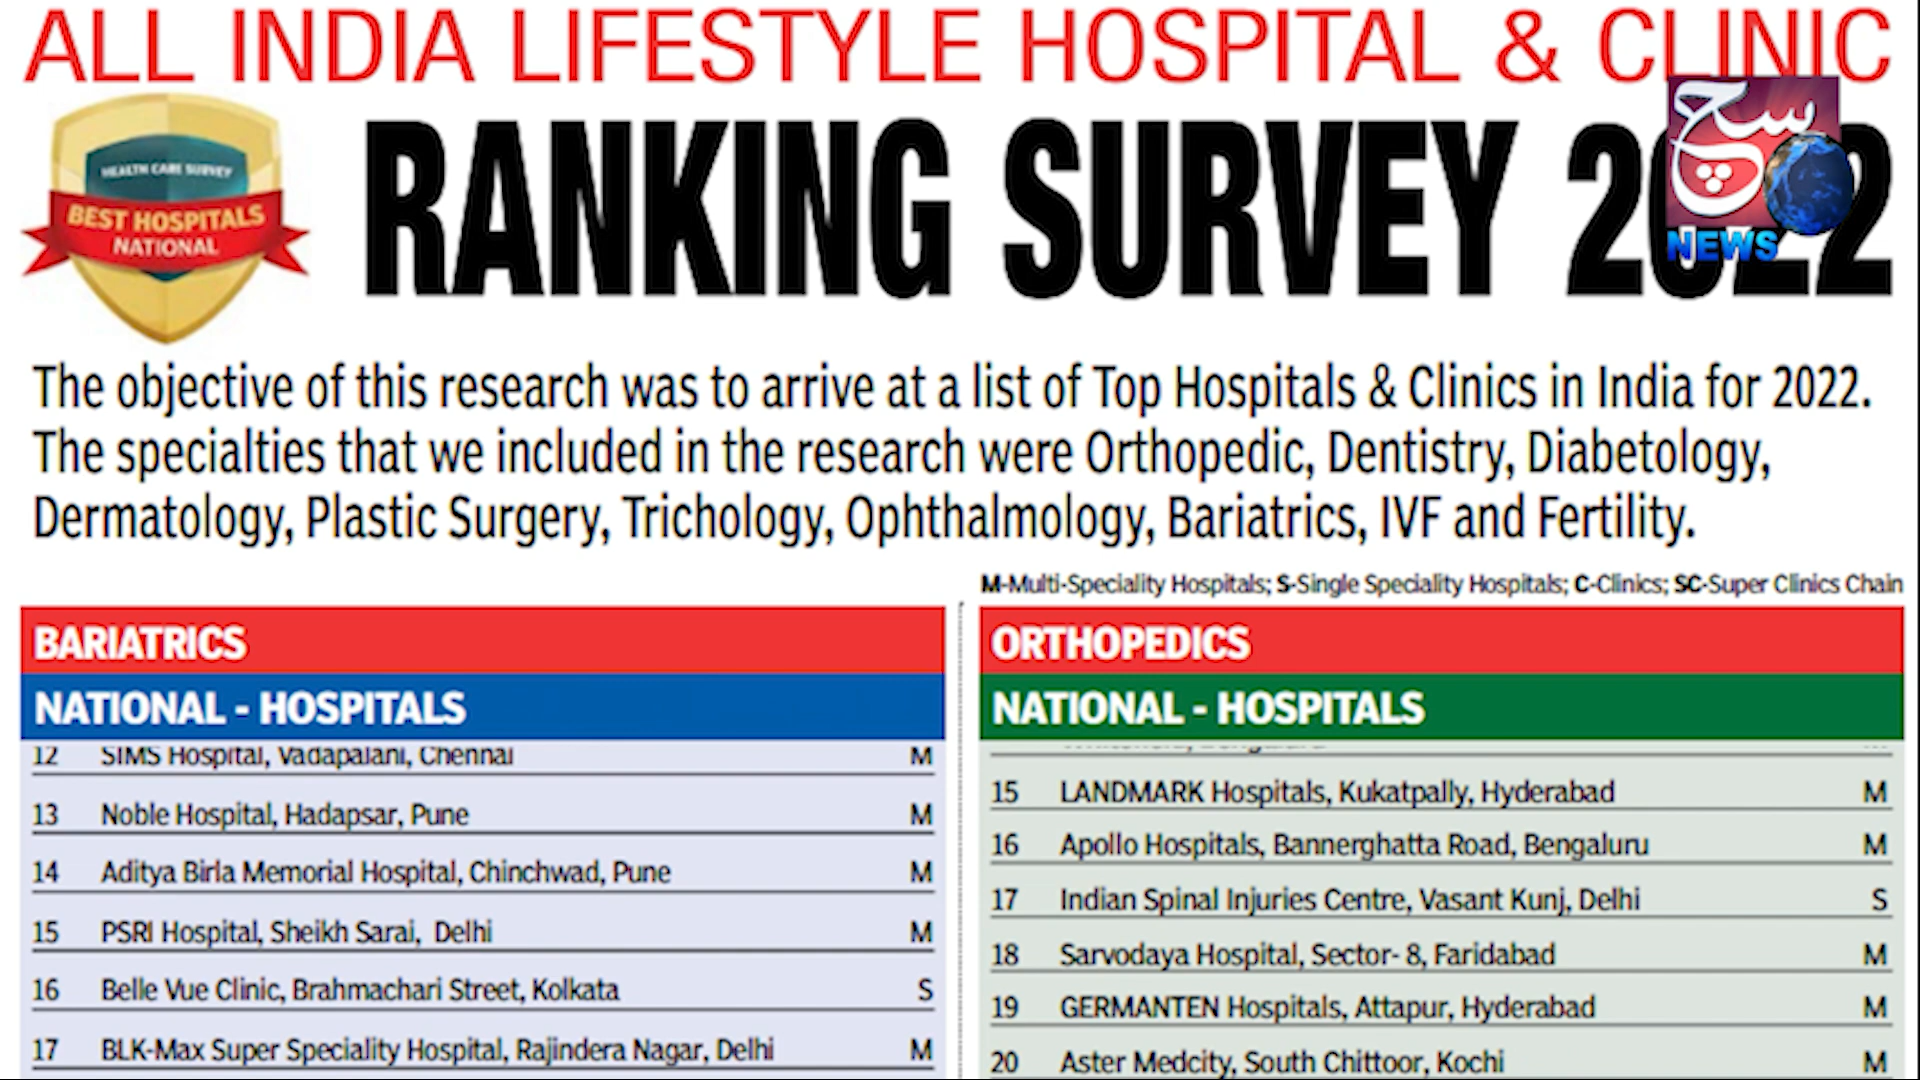 ALL INDIA LIFESTYLE HOSPITAL & CLINIC
سچ
NEWS
HEALTH CARE SURVEY
BEST HOSPITALS
NATIONAL
RANKING SURVEY 2022
The objective of this research was to arrive at a list of Top Hospitals & Clinics in India for 2022.
The specialties that we included in the research were Orthopedic, Dentistry, Diabetology,
Dermatology, Plastic Surgery, Trichology, Ophthalmology, Bariatrics, IVF and Fertility.
M-Multi-Speciality Hospitals; S-Single Speciality Hospitals; C-Clinics; SC-Super Clinics Chain
BARIATRICS
NATIONAL - HOSPITALS
12 SIMS Hospital, Vadapalani, Chennai M
13 Noble Hospital, Hadapsar, Pune M
14 Aditya Birla Memorial Hospital, Chinchwad, Pune M
15 PSRI Hospital, Sheikh Sarai, Delhi M
16 Belle Vue Clinic, Brahmachari Street, Kolkata S
17 BLK-Max Super Speciality Hospital, Rajindera Nagar, Delhi M
ORTHOPEDICS
NATIONAL - HOSPITALS
15 LANDMARK Hospitals, Kukatpally, Hyderabad M
16 Apollo Hospitals, Bannerghatta Road, Bengaluru M
17 Indian Spinal Injuries Centre, Vasant Kunj, Delhi S
18 Sarvodaya Hospital, Sector- 8, Faridabad M
19 GERMANTEN Hospitals, Attapur, Hyderabad M
20 Aster Medcity, South Chittoor, Kochi M